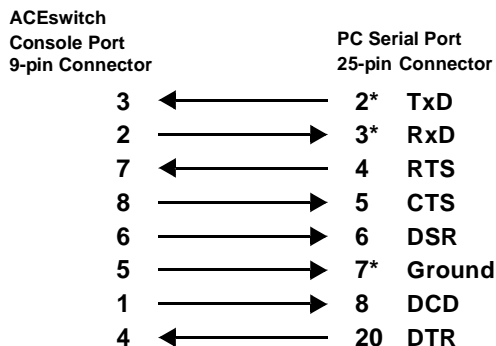 ACEswitch
Console Port
9-pin Connector
PC Serial Port
25-pin Connector
3 2* TxD
2 3* RxD
7 4 RTS
8 5 CTS
6 6 DSR
5 7* Ground
1 8 DCD
4 20 DTR